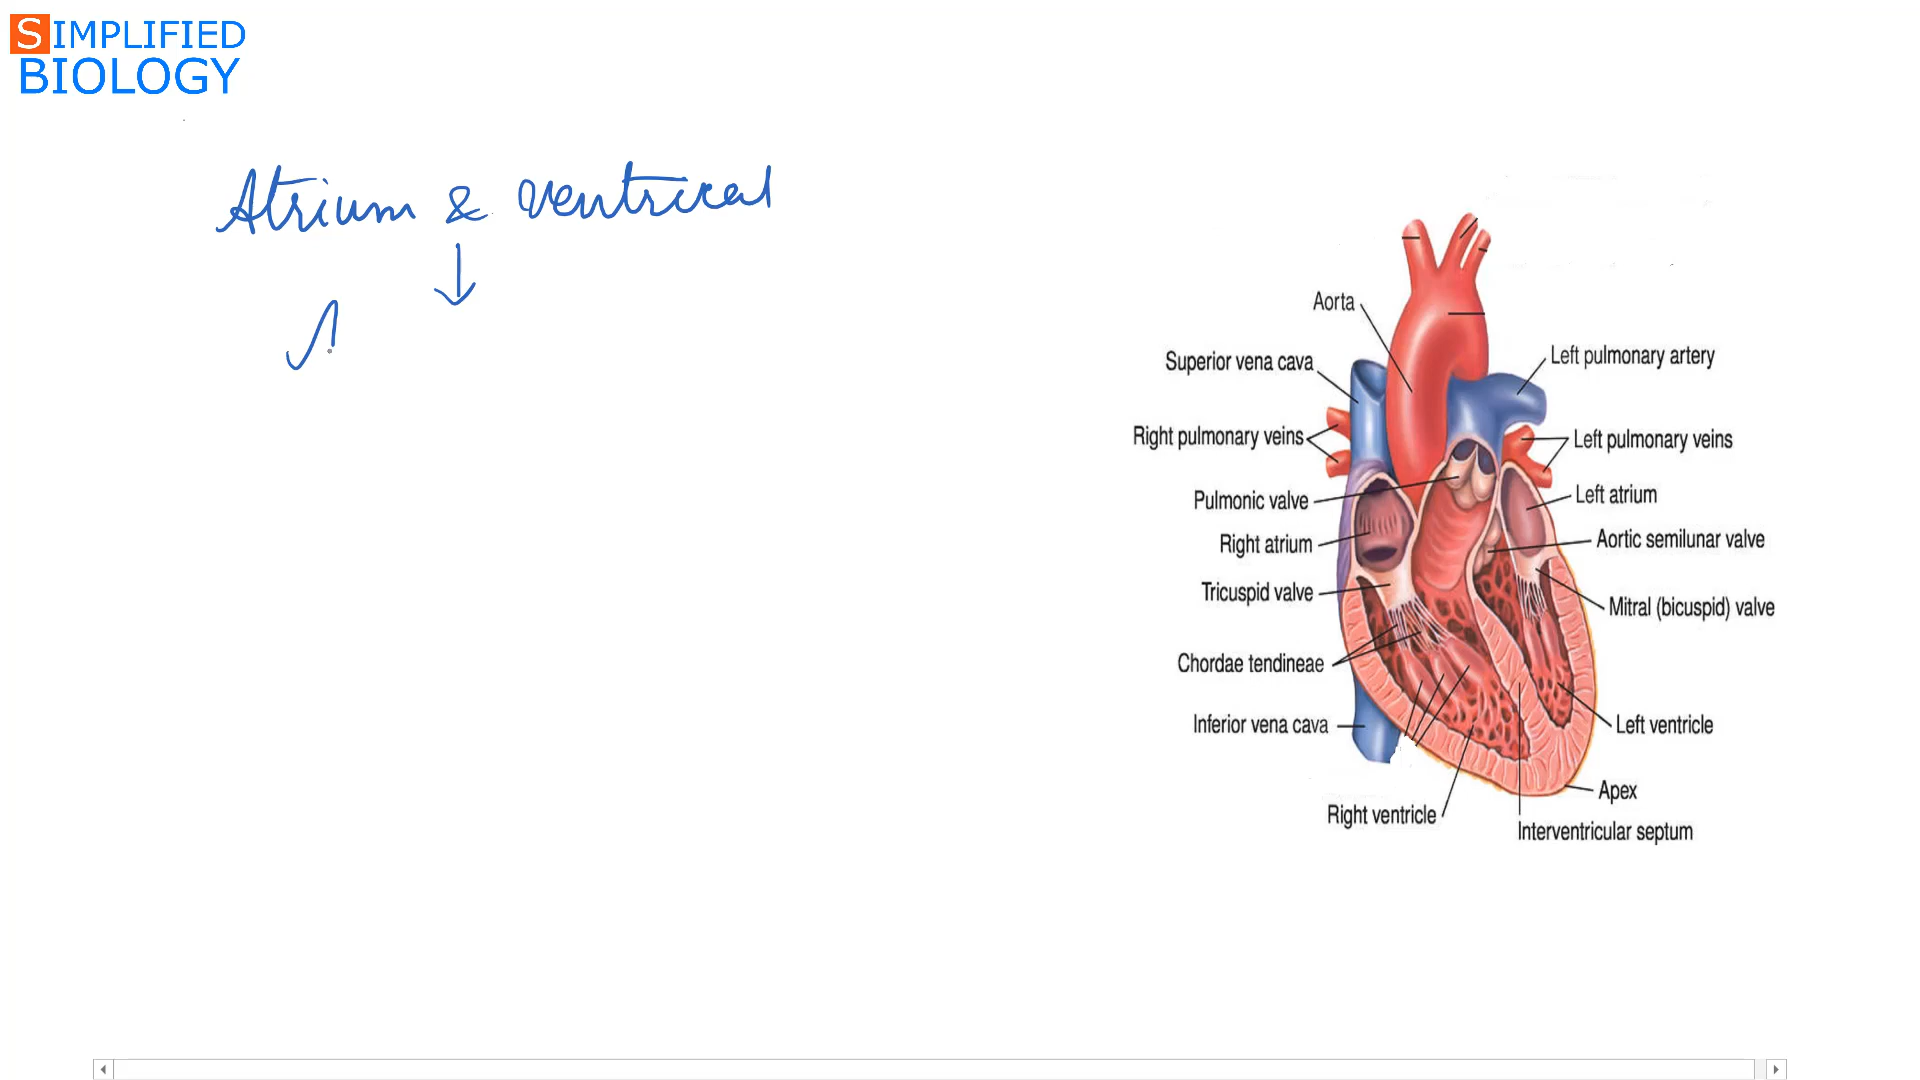 SIMPLIFIED
BIOLOGY
Atrium & ventrical
Aorta
Superior vena cava
Left pulmonary artery
Right pulmonary veins
Left pulmonary veins
Pulmonic valve
Left atrium
Right atrium
Aortic semilunar valve
Tricuspid valve
Mitral (bicuspid) valve
Chordae tendineae
Inferior vena cava
Left ventricle
Apex
Right ventricle
Interventricular septum